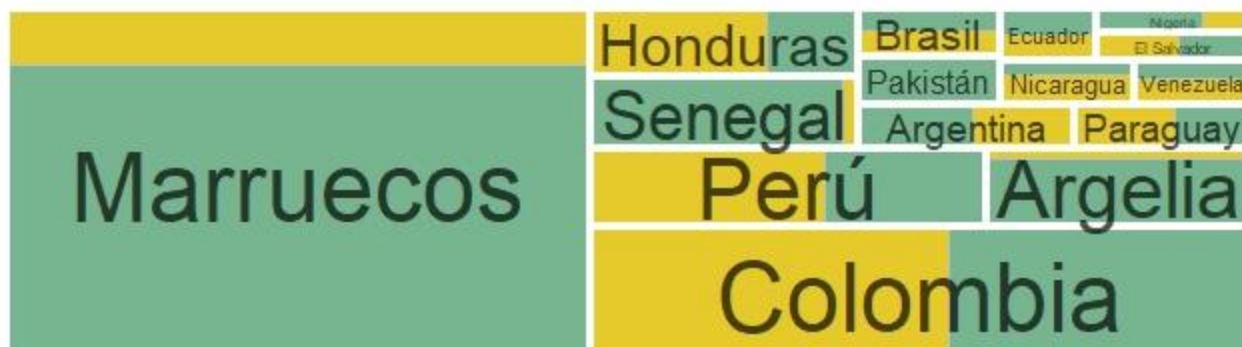 Marruecos
Honduras
Senegal
Brasil
Ecuador
Nigeria
El Salvador
Pakistán
Nicaragua
Venezuela
Argentina
Paraguay
Perú
Argelia
Colombia